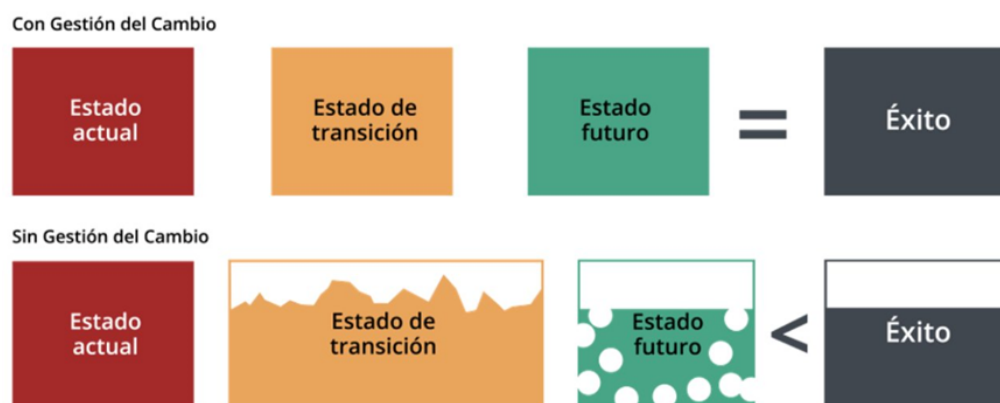 Con Gestión del Cambio
Estado
actual
Estado de
transición
Estado
futuro
=
Éxito
Sin Gestión del Cambio
Estado
actual
Estado de
transición
Estado
futuro
<
Éxito